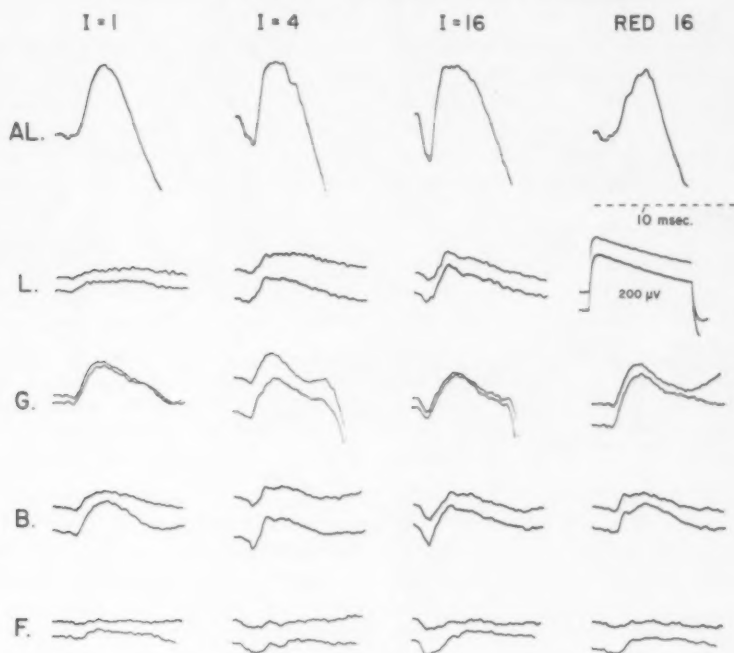 I = 1 I = 4 I = 16 RED 16
AL.
10 msec.
L.
200 µV
G.
B.
F.